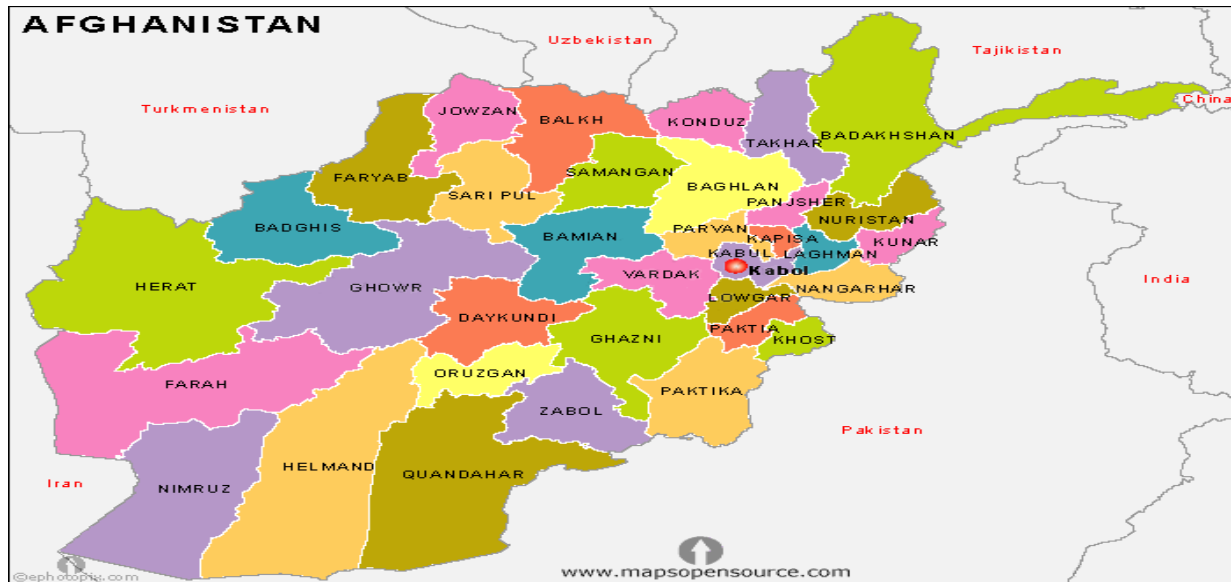 AFGHANISTAN
Uzbekistan
Tajikistan
Turkmenistan
China
JOWZAN
BALKH
KONDUZ
TAKHAR
BADAKHSHAN
FARYAB
SARI PUL
SAMANGAN
BAGHLAN
PANJSHER
NURISTAN
BADGHIS
BAMIAN
PARVAN
KAPISA
KUNAR
KABUL
LAGHMAN
Kabol
HERAT
GHOWR
VARDAK
NANGARHAR
India
LOWGAR
DAYKUNDI
GHAZNI
PAKTIA
KHOST
FARAH
ORUZGAN
PAKTIKA
ZABOL
Pakistan
HELMAND
QUANDAHAR
Iran
NIMRUZ
www.mapsopensource.com
©ephotopix.com